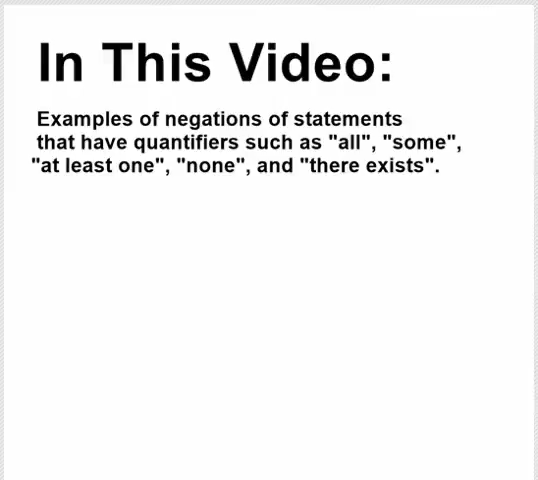 In This Video:
Examples of negations of statements
that have quantifiers such as "all", "some",
"at least one", "none", and "there exists".